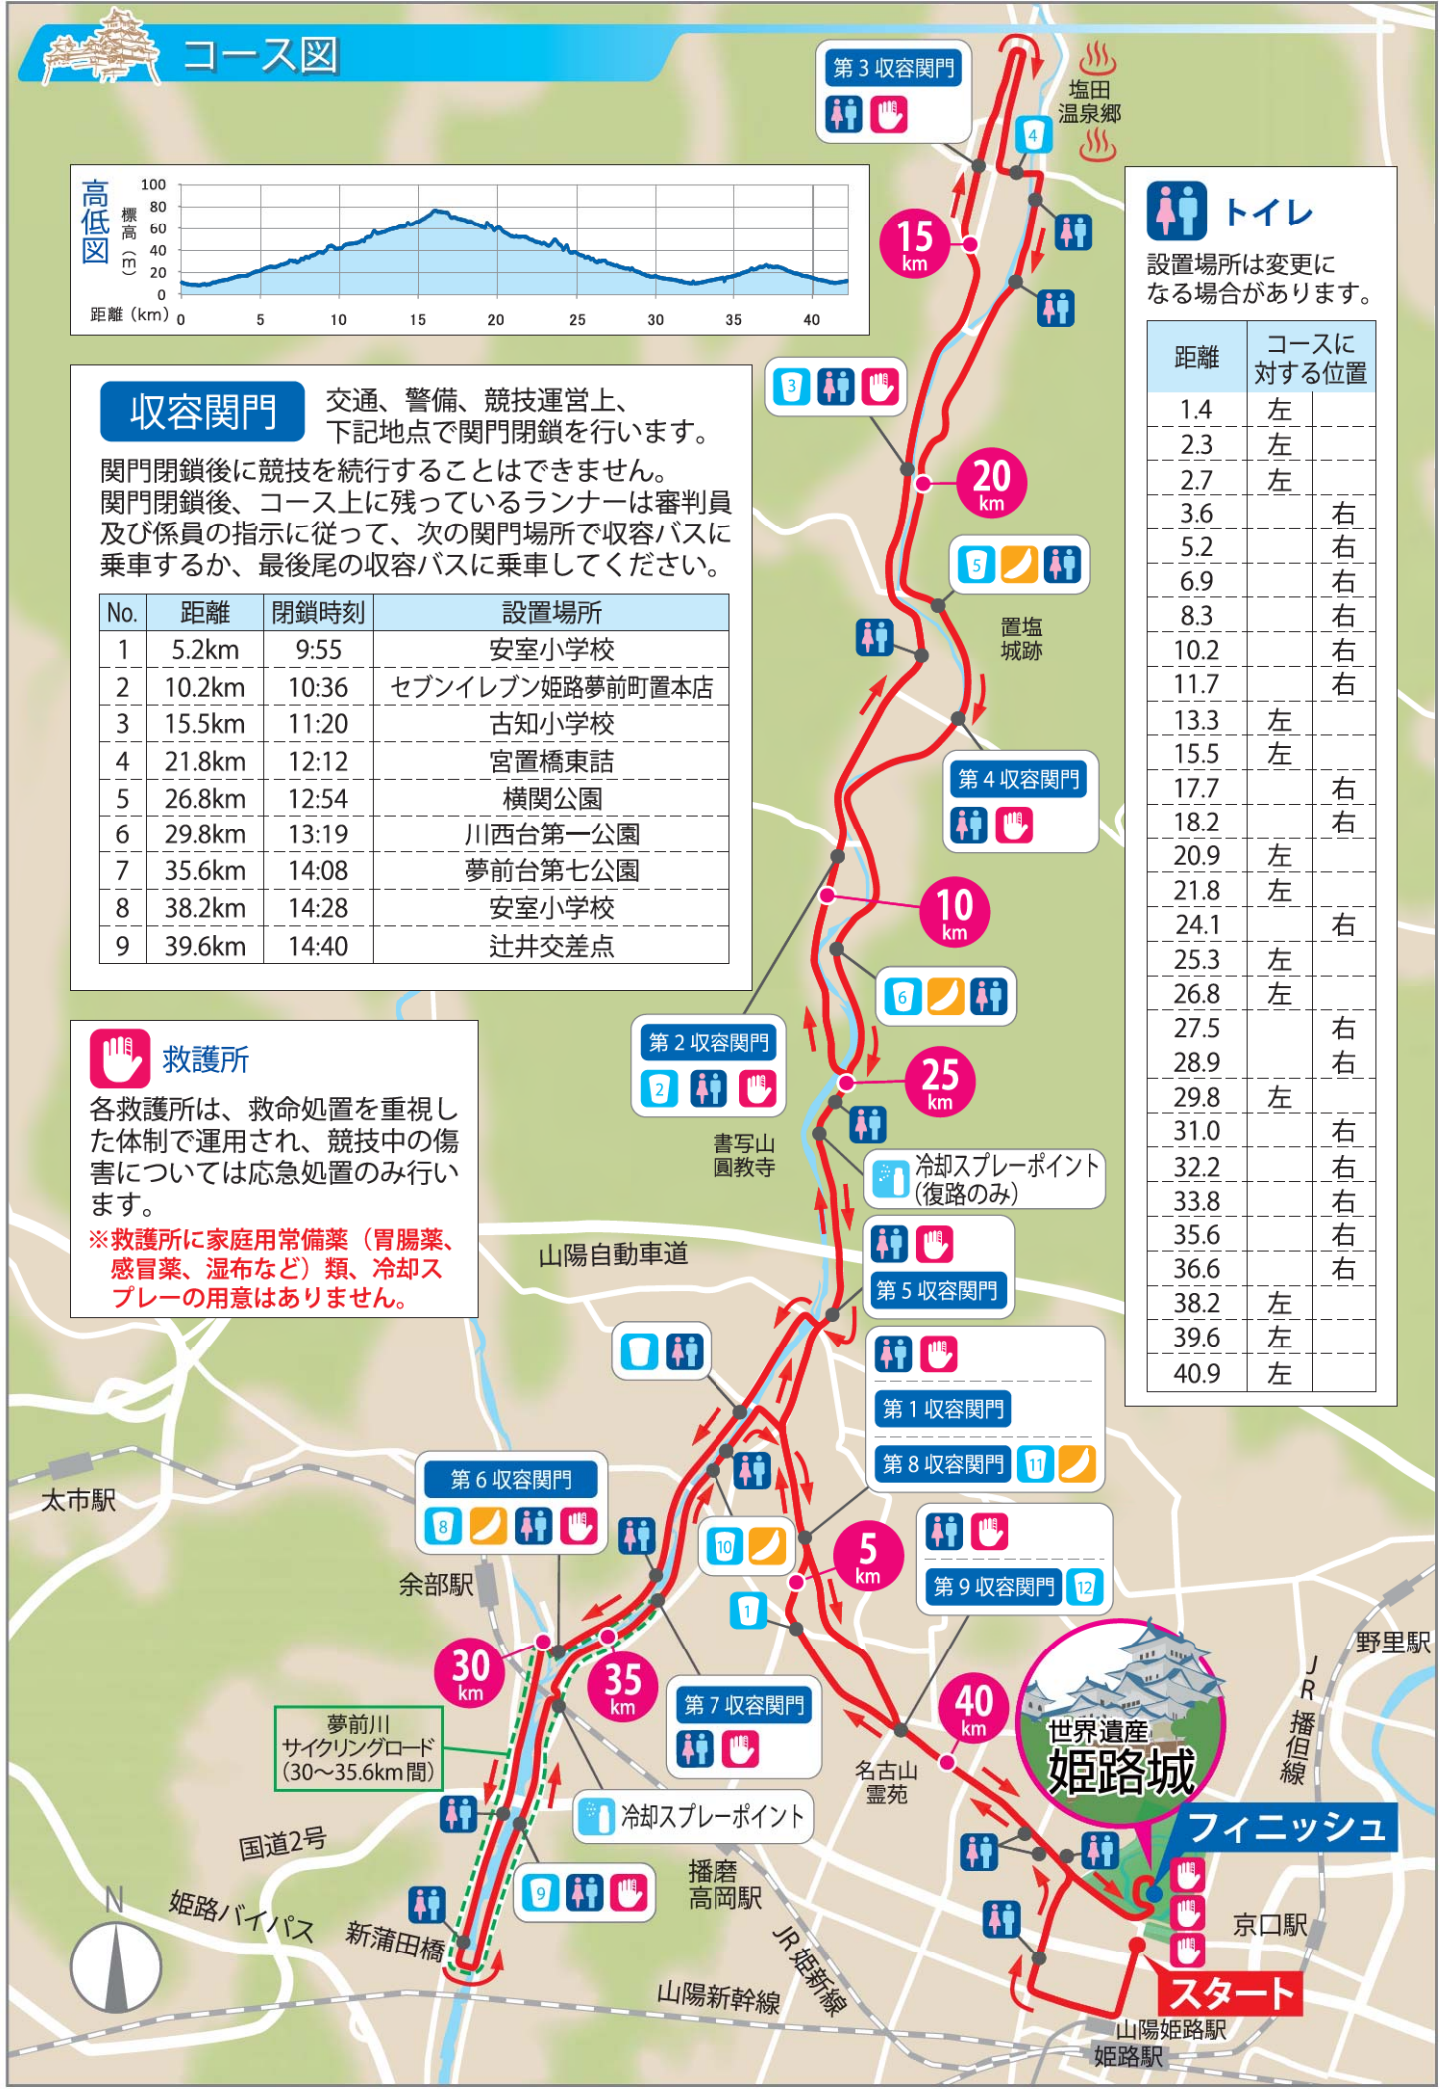 コース図
高低図
標高(m)
100
80
60
40
20
0
距離(km)
0 5 10 15 20 25 30 35 40
収容関門
交通、警備、競技運営上、
下記地点で関門閉鎖を行います。
関門閉鎖後に競技を続行することはできません。
関門閉鎖後、コース上に残っているランナーは審判員
及び係員の指示に従って、次の関門場所で収容バスに
乗車するか、最後尾の収容バスに乗車してください。
No. 距離 閉鎖時刻 設置場所
1 5.2km 9:55 安室小学校
2 10.2km 10:36 セブンイレブン姫路夢前町置本店
3 15.5km 11:20 古知小学校
4 21.8km 12:12 宮置橋東詰
5 26.8km 12:54 横関公園
6 29.8km 13:19 川西台第一公園
7 35.6km 14:08 夢前台第七公園
8 38.2km 14:28 安室小学校
9 39.6km 14:40 辻井交差点
救護所
各救護所は、救命処置を重視し
た体制で運用され、競技中の傷
害については応急処置のみ行い
ます。
※救護所に家庭用常備薬（胃腸薬、
感冒薬、湿布など）類、冷却ス
プレーの用意はありません。
トイレ
設置場所は変更に
なる場合があります。
距離 コースに
対する位置
1.4 左
2.3 左
2.7 左
3.6 右
5.2 右
6.9 右
8.3 右
10.2 右
11.7 右
13.3 左
15.5 左
17.7 右
18.2 右
20.9 左
21.8 左
24.1 右
25.3 左
26.8 左
27.5 右
28.9 右
29.8 左
31.0 右
32.2 右
33.8 右
35.6 右
36.6 右
38.2 左
39.6 左
40.9 左
第3収容関門
塩田
温泉郷
4
15
km
3
20
km
5
置塩
城跡
第4収容関門
10
km
6
第2収容関門
2
25
km
書写山
圓教寺
冷却スプレーポイント
（復路のみ）
山陽自動車道
第5収容関門
第1収容関門
第8収容関門
11
第6収容関門
8
太市駅
余部駅
10
5
km
第9収容関門
12
1
30
km
35
km
第7収容関門
40
km
夢前川
サイクリングロード
（30～35.6km間）
名古山
霊苑
世界遺産
姫路城
野里駅
JR播但線
冷却スプレーポイント
フィニッシュ
国道2号
9
播磨
高岡駅
姫路バイパス
新蒲田橋
N
JR姫新線
京口駅
スタート
山陽新幹線
山陽姫路駅
姫路駅